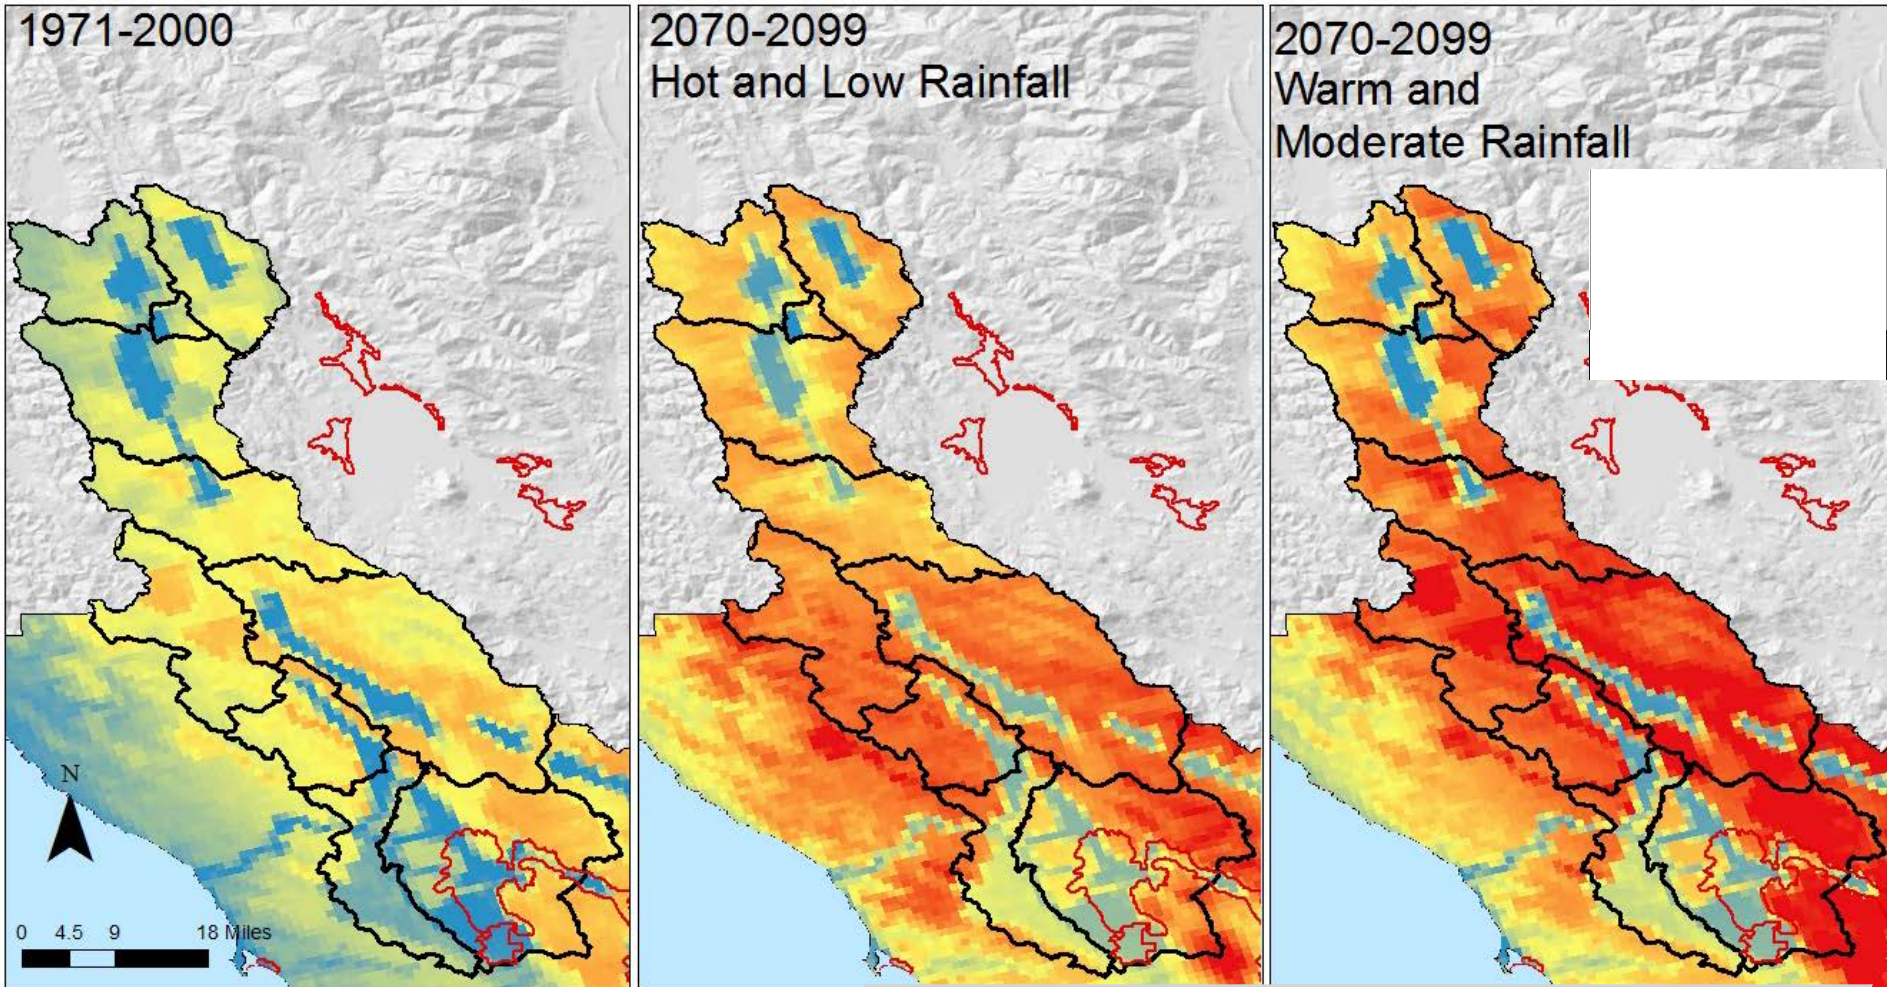 1971-2000
2070-2099
Hot and Low Rainfall
2070-2099
Warm and
Moderate Rainfall
N
0 4.5 9 18 Miles